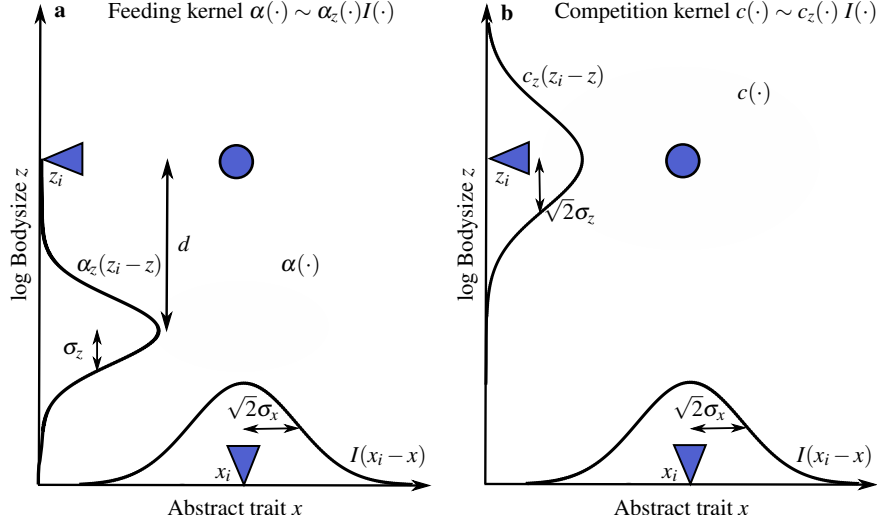 a Feeding kernel α(·) ∼ α_z(·)I(·)
log Bodysize z
z_i
d
α_z(z_i − z)
α(·)
σ_z
√2σ_x
x_i
I(x_i − x)
Abstract trait x
b Competition kernel c(·) ∼ c_z(·) I(·)
log Bodysize z
c_z(z_i − z)
c(·)
z_i
√2σ_z
√2σ_x
x_i
I(x_i − x)
Abstract trait x